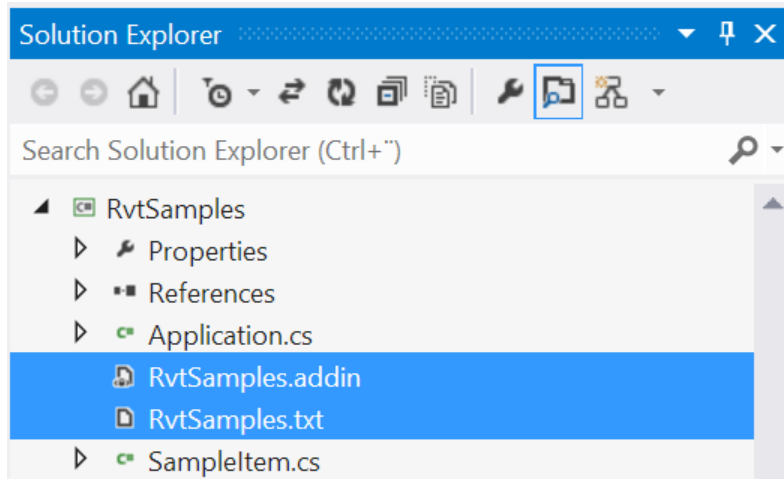 Solution Explorer
Search Solution Explorer (Ctrl+¨)
RvtSamples
Properties
References
Application.cs
RvtSamples.addin
RvtSamples.txt
SampleItem.cs